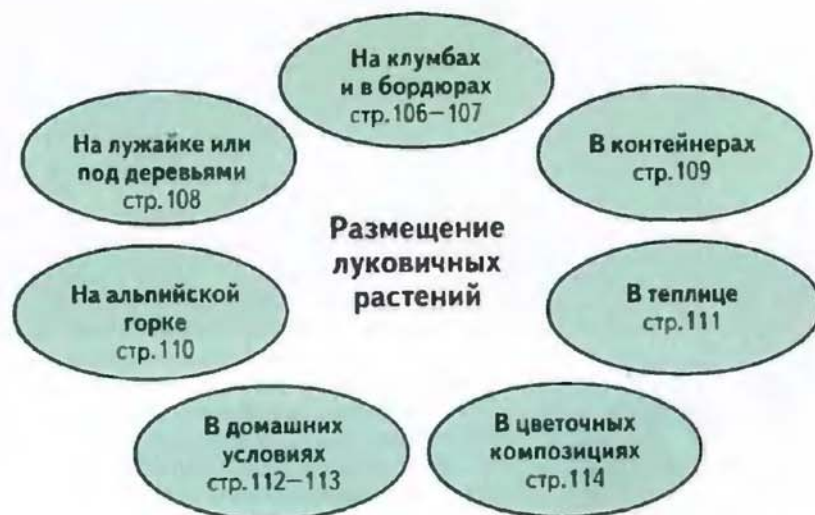 На клумбах
и в бордюрах
стр.106–107
На лужайке или
под деревьями
стр.108
В контейнерах
стр.109
Размещение
луковичных
растений
На альпийской
горке
стр.110
В теплице
стр.111
В домашних
условиях
стр.112–113
В цветочных
композициях
стр.114